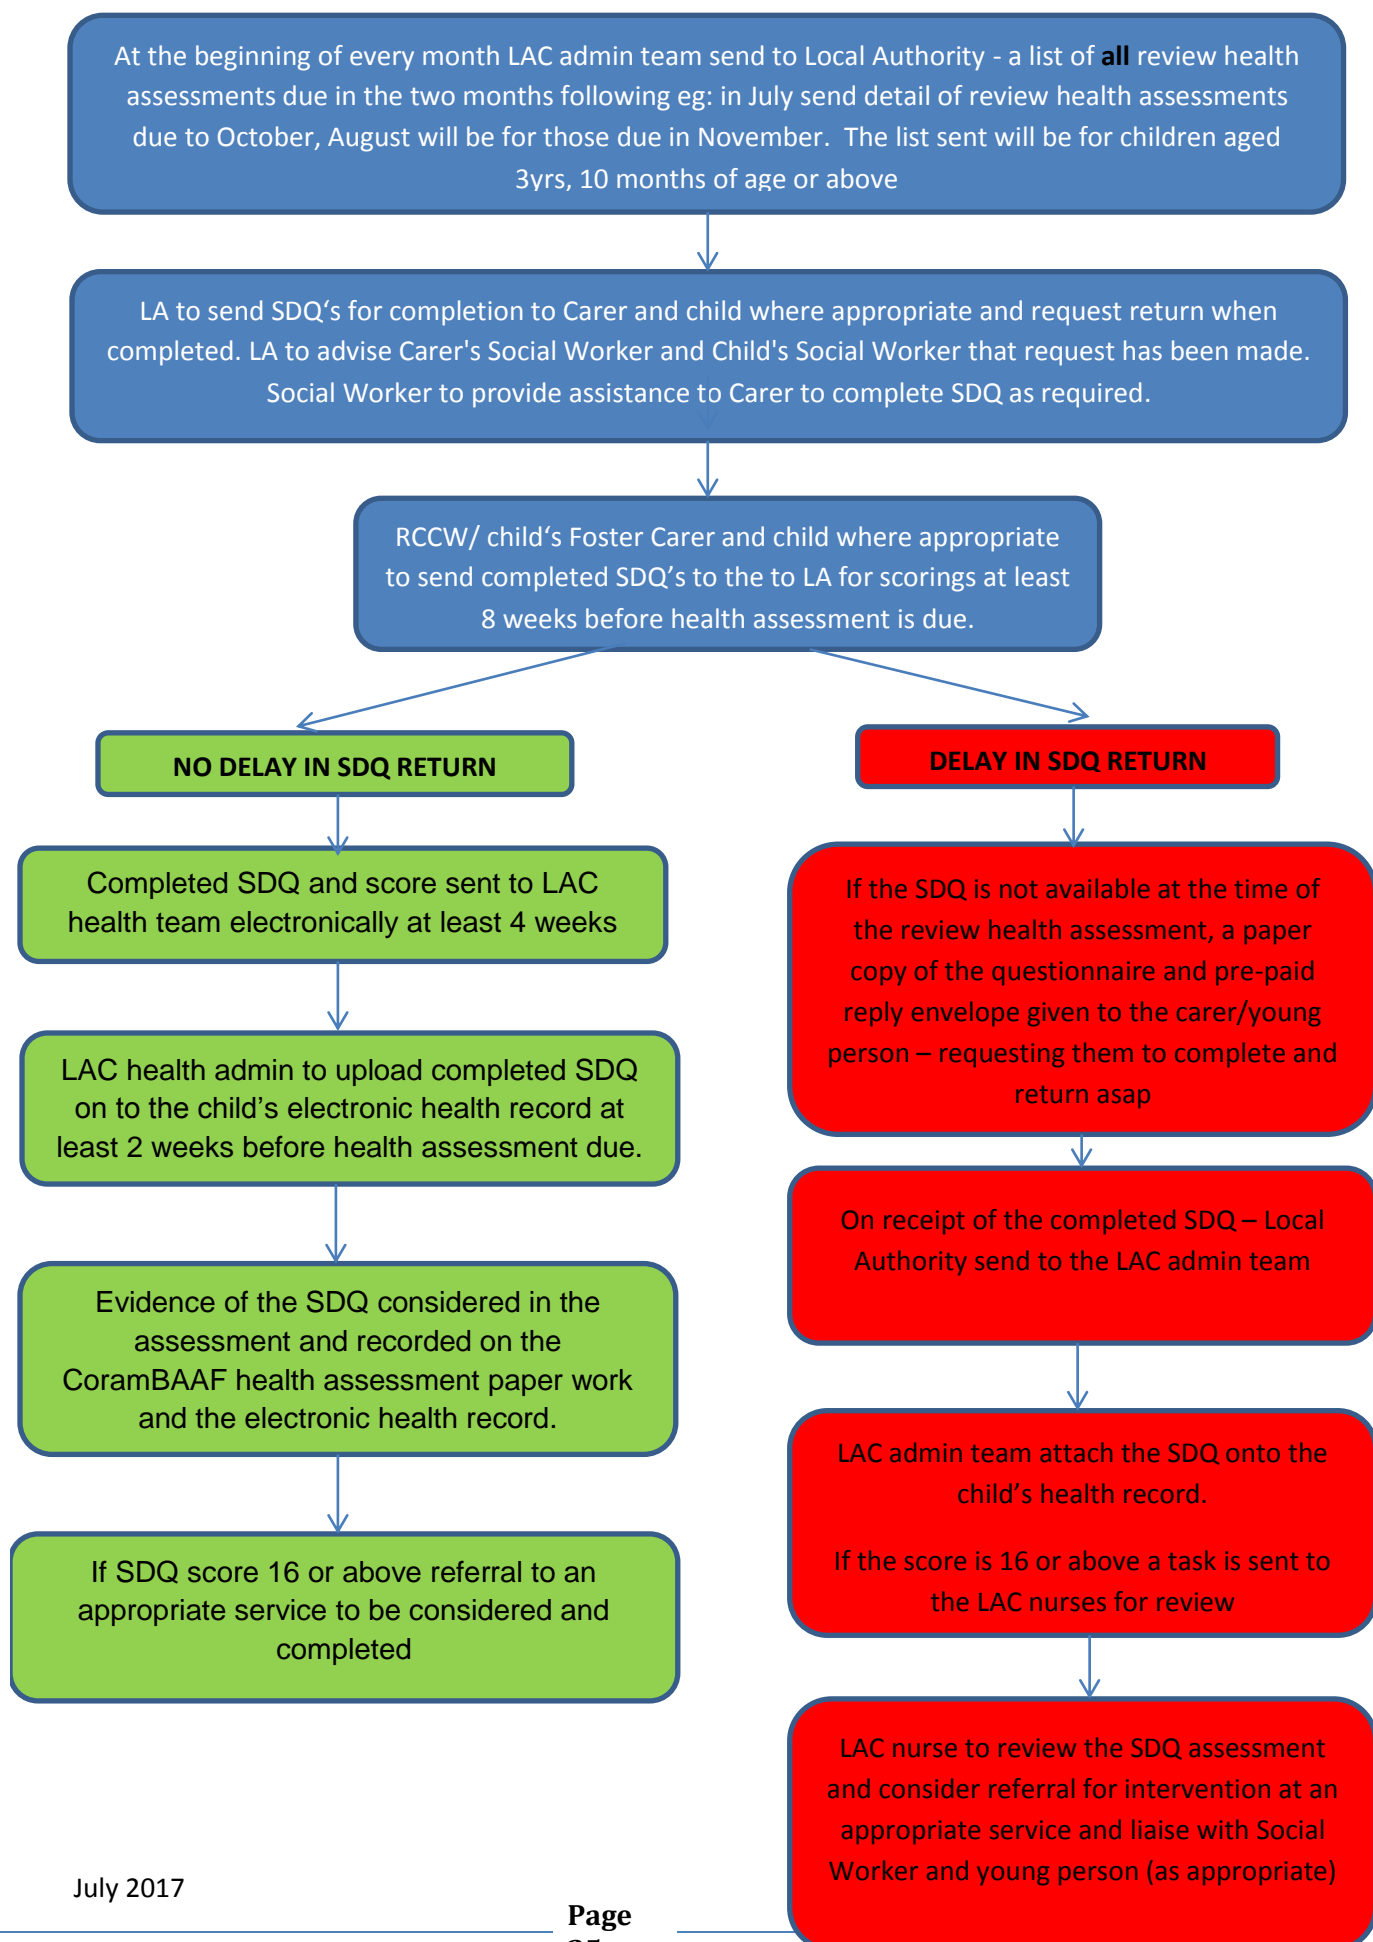 At the beginning of every month LAC admin team send to Local Authority - a list of all review health
assessments due in the two months following eg: in July send detail of review health assessments
due to October, August will be for those due in November. The list sent will be for children aged
3yrs, 10 months of age or above
LA to send SDQ‘s for completion to Carer and child where appropriate and request return when
completed. LA to advise Carer's Social Worker and Child's Social Worker that request has been made.
Social Worker to provide assistance to Carer to complete SDQ as required.
RCCW/ child‘s Foster Carer and child where appropriate
to send completed SDQ’s to the to LA for scorings at least
8 weeks before health assessment is due.
NO DELAY IN SDQ RETURN
Completed SDQ and score sent to LAC
health team electronically at least 4 weeks
LAC health admin to upload completed SDQ
on to the child’s electronic health record at
least 2 weeks before health assessment due.
Evidence of the SDQ considered in the
assessment and recorded on the
CoramBAAF health assessment paper work
and the electronic health record.
If SDQ score 16 or above referral to an
appropriate service to be considered and
completed
DELAY IN SDQ RETURN
If the SDQ is not available at the time of
the review health assessment, a paper
copy of the questionnaire and pre-paid
reply envelope given to the carer/young
person – requesting them to complete and
return asap
On receipt of the completed SDQ – Local
Authority send to the LAC admin team
LAC admin team attach the SDQ onto the
child’s health record.
If the score is 16 or above a task is sent to
the LAC nurses for review
LAC nurse to review the SDQ assessment
and consider referral for intervention at an
appropriate service and liaise with Social
Worker and young person (as appropriate)
July 2017
Page